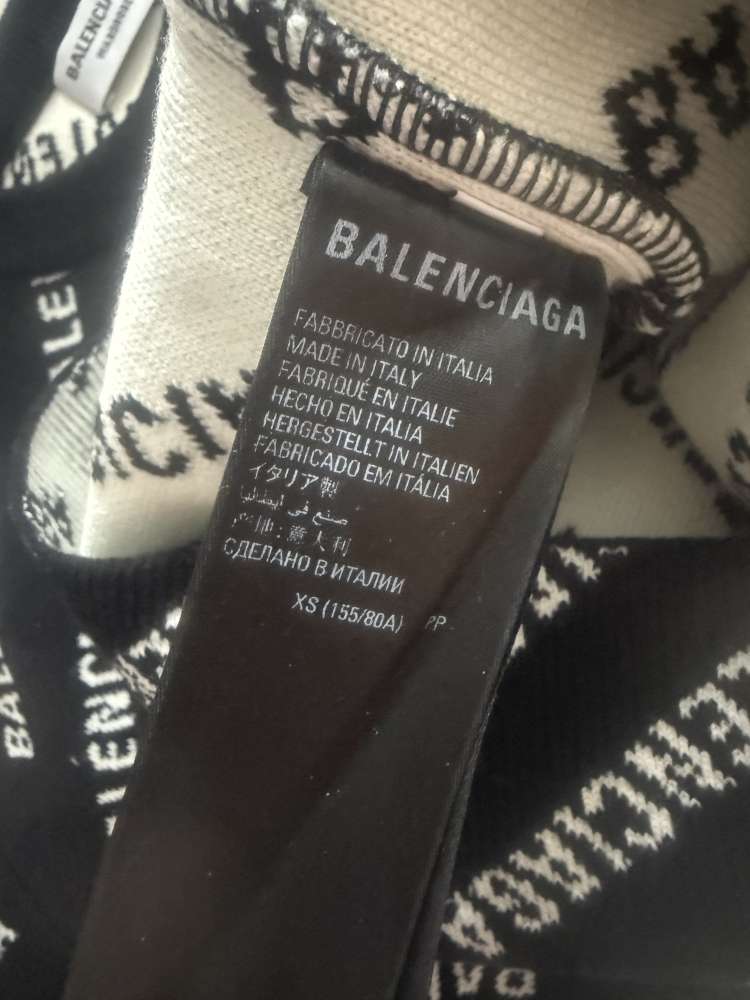 BALENCIAGA
FABBRICATO IN ITALIA
MADE IN ITALY
FABRIQUÉ EN ITALIE
HECHO EN ITALIA
HERGESTELLT IN ITALIEN
FABRICADO EM ITÁLIA
イタリア製
صنع في إيطاليا
产地：意大利
СДЕЛАНО В ИТАЛИИ
XS (155/80A)